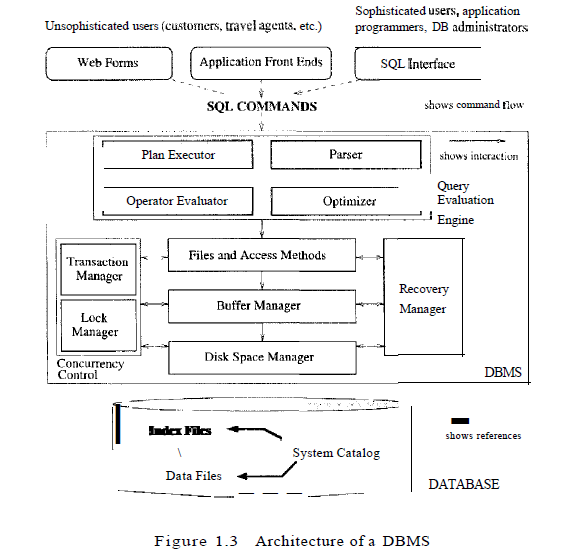 Sophisticated users, application
Unsophisticated users (customers, travel agents, etc.)
programmers, DB administrators
Web Forms
Application Front Ends
SQL Interface
SQL COMMANDS
shows command flow
Plan Executor
Parser
shows interaction
Operator Evaluator
Optimizer
Query
Evaluation
Engine
Transaction
Manager
Files and Access Methods
Recovery
Manager
Buffer Manager
Lock
Manager
Disk Space Manager
Concurrency
Control
DBMS
Index Files
shows references
System Catalog
Data Files
DATABASE
Figure 1.3 Architecture of a DBMS